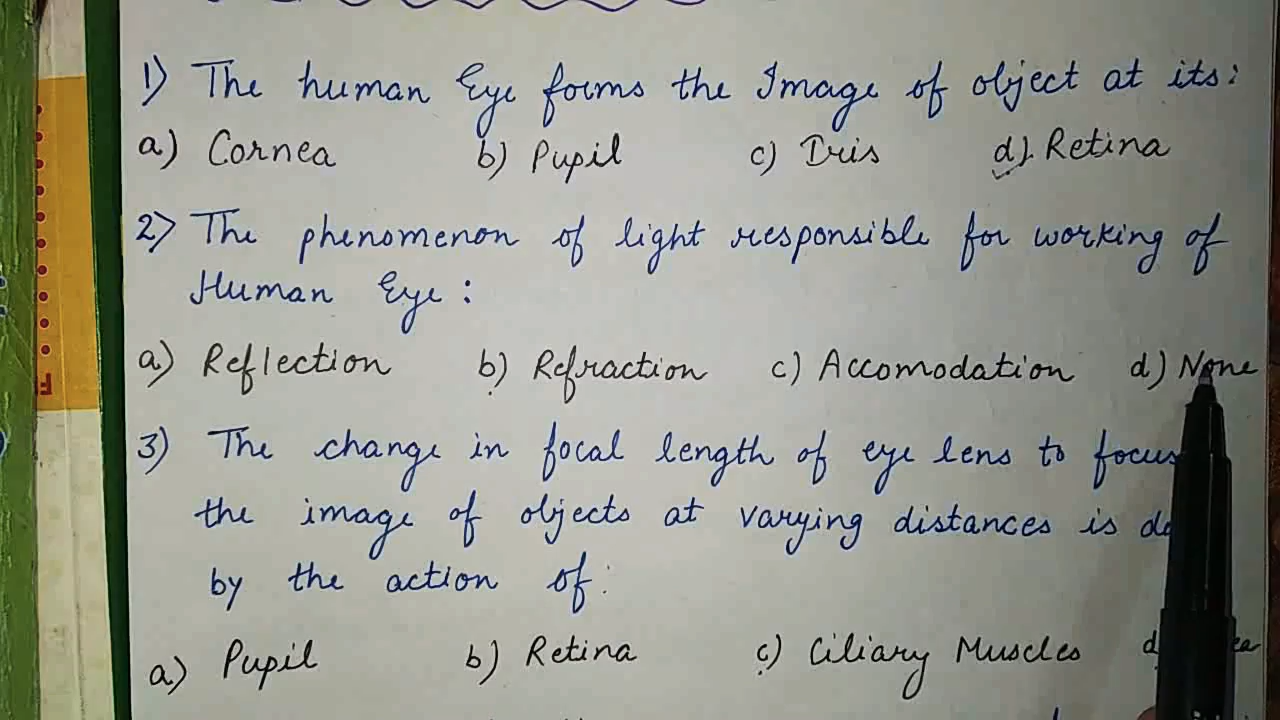 1) The human Eye forms the Image of object at its:
a) Cornea b) Pupil c) Iris d) Retina
2) The phenomenon of light responsible for working of
Human Eye :
a) Reflection b) Refraction c) Accomodation d) None
3) The change in focal length of eye lens to focus
the image of objects at varying distances is
by the action of:
a) Pupil b) Retina c) Ciliary Muscles d